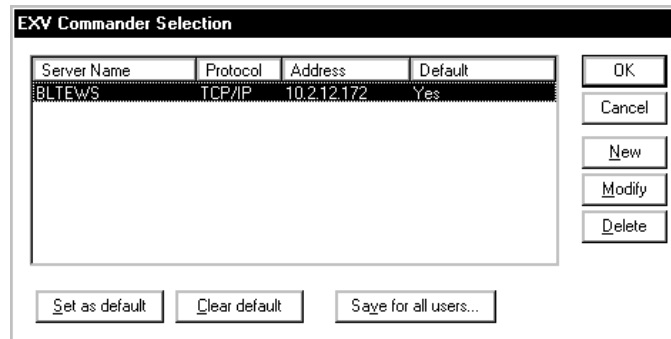 EXV Commander Selection
Server Name Protocol Address Default
BLTEWS TCP/IP 10.2.12.172 Yes
OK
Cancel
New
Modify
Delete
Set as default Clear default Save for all users...